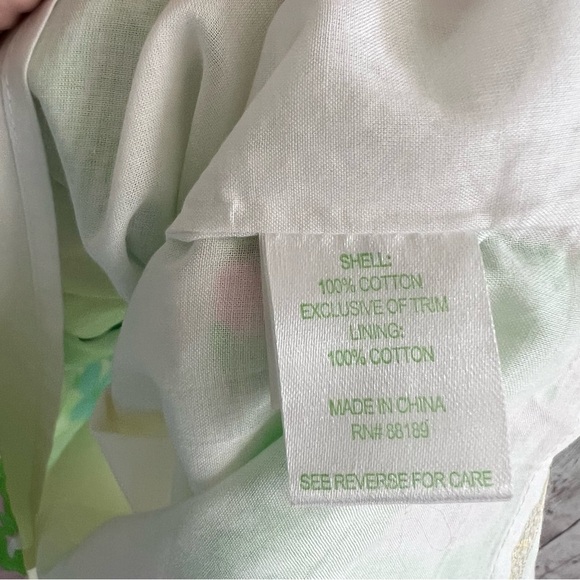 SHELL:
100% COTTON
EXCLUSIVE OF TRIM
LINING:
100% COTTON
MADE IN CHINA
RN# 88189
SEE REVERSE FOR CARE